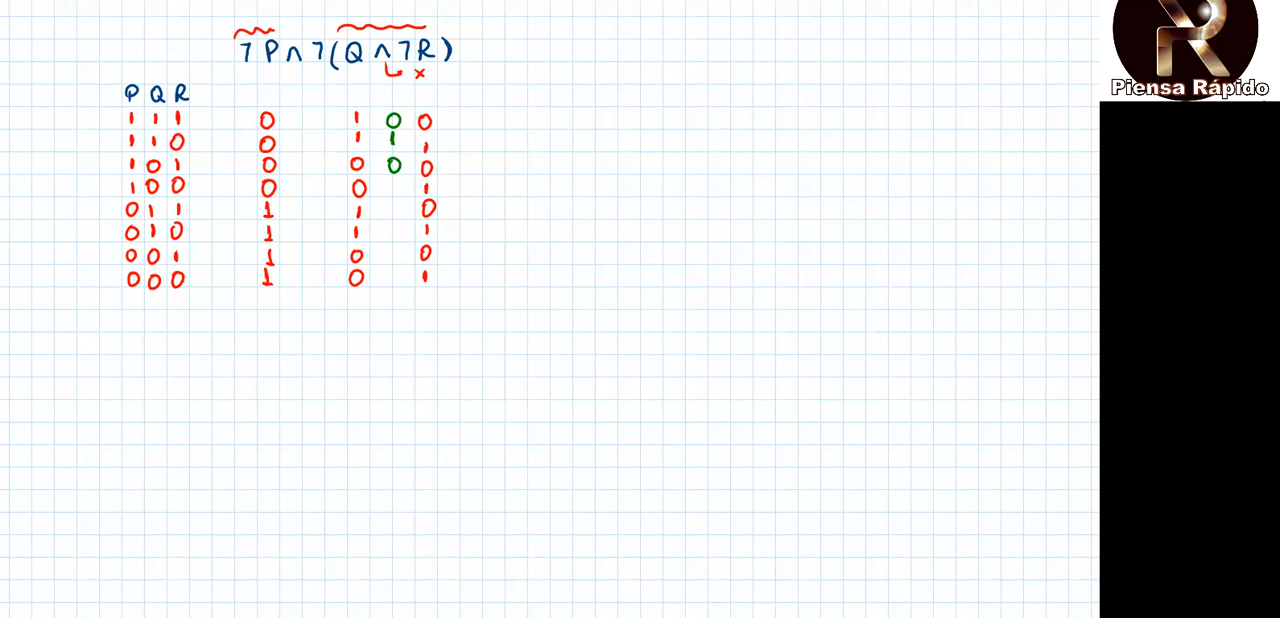 ¬P∧¬(Q∧¬R)
x
Piensa Rápido
P Q R
1 1 1 0 1 0 0
1 1 0 0 1 1 1
1 0 1 0 0 0 0
1 0 0 0 0 1
0 1 1 1 1 0
0 1 0 1 1 1
0 0 1 1 0 0
0 0 0 1 0 1